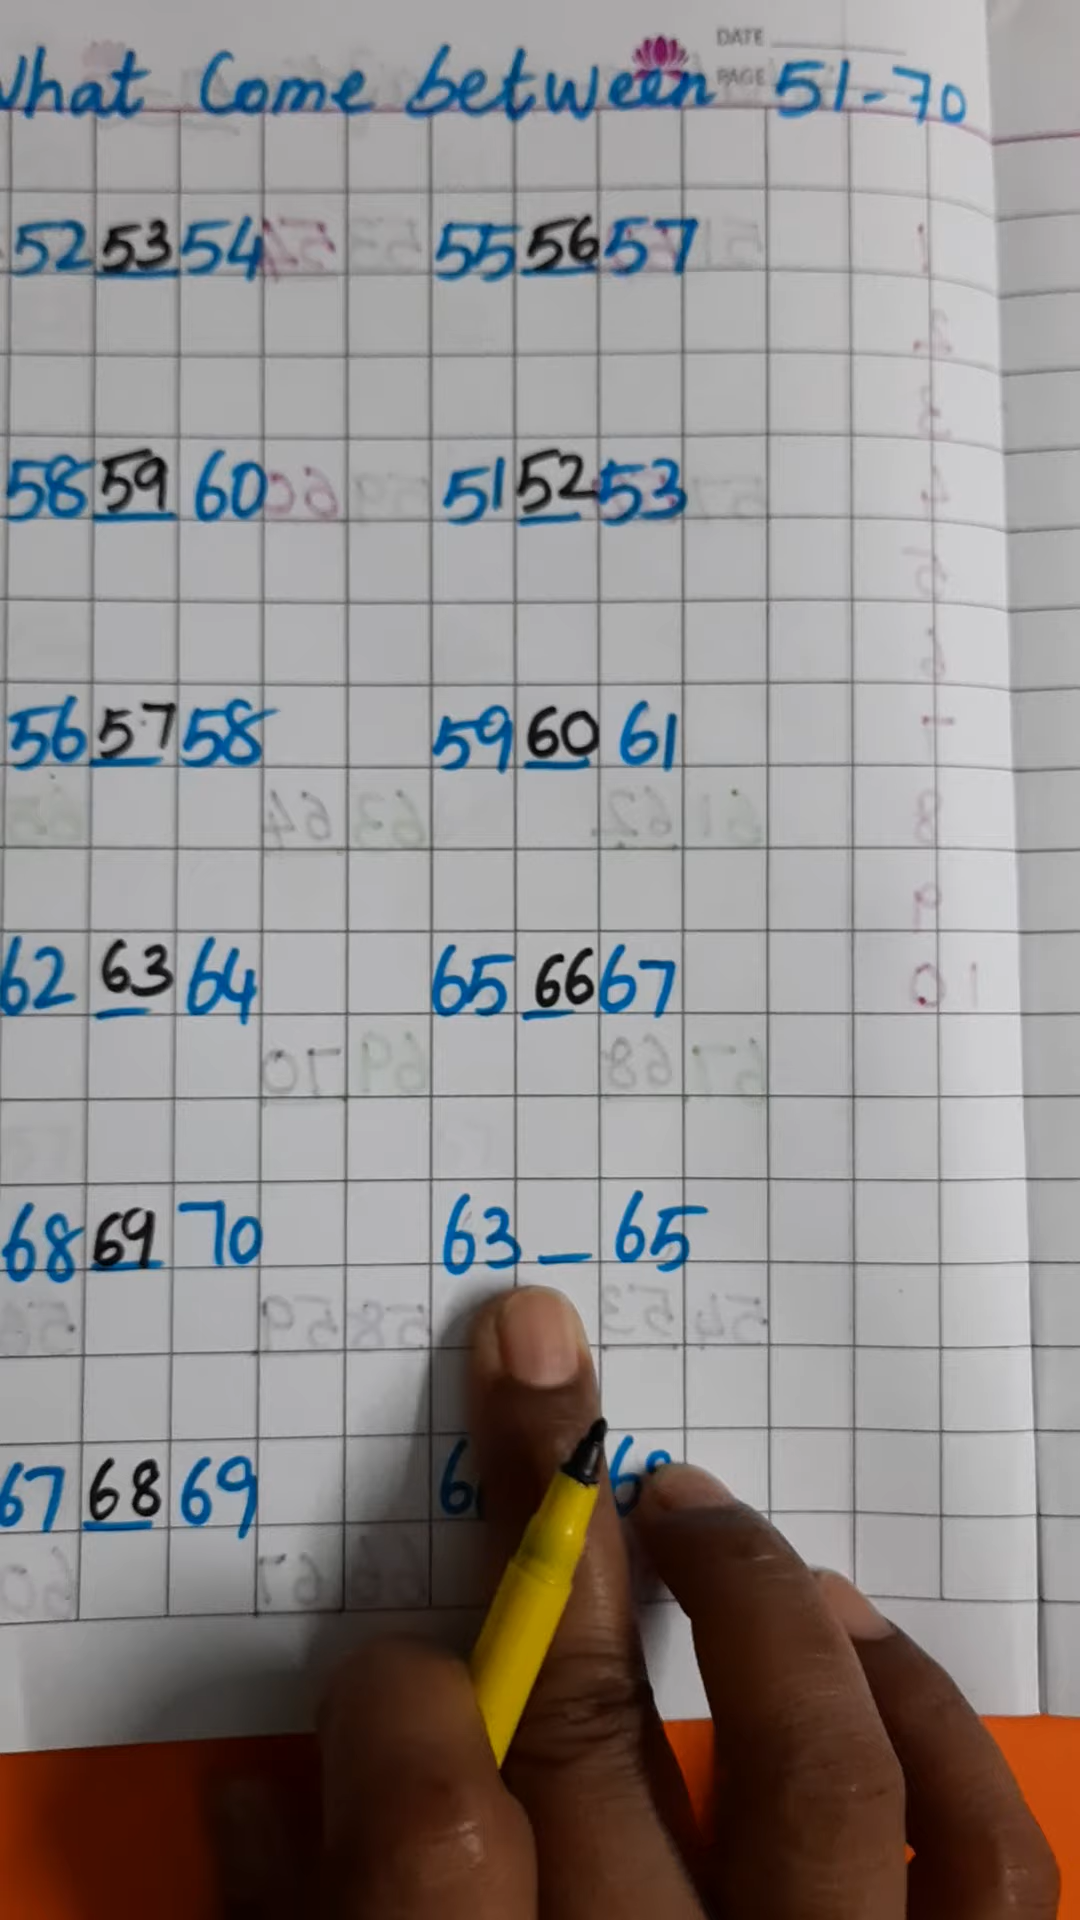 What Come between 51-70
DATE
PAGE
52 53 54 55 56 57
58 59 60 51 52 53
56 57 58 59 60 61
62 63 64 65 66 67
68 69 70 63 _ 65
67 68 69